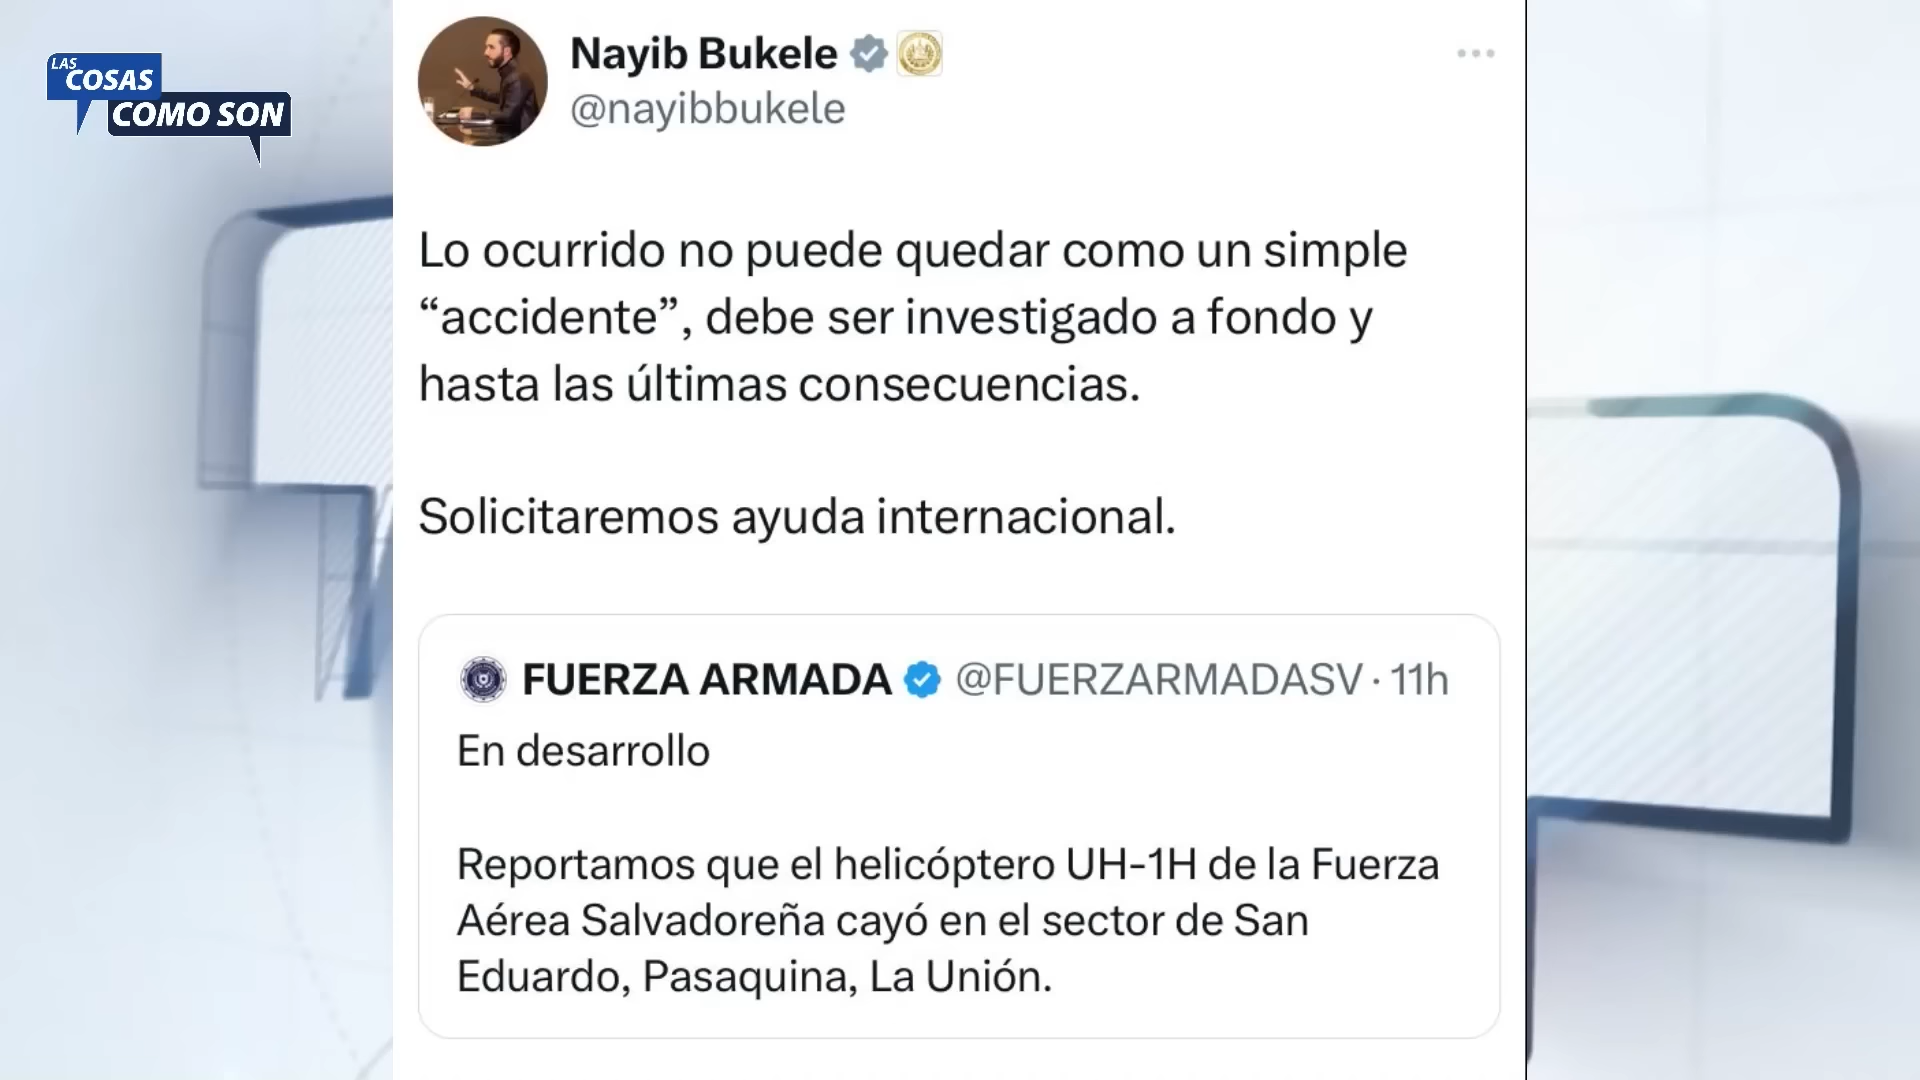 LAS
COSAS
COMO SON
Nayib Bukele
@nayibbukele
Lo ocurrido no puede quedar como un simple
“accidente”, debe ser investigado a fondo y
hasta las últimas consecuencias.
Solicitaremos ayuda internacional.
FUERZA ARMADA @FUERZARMADASV · 11h
En desarrollo
Reportamos que el helicóptero UH-1H de la Fuerza
Aérea Salvadoreña cayó en el sector de San
Eduardo, Pasaquina, La Unión.